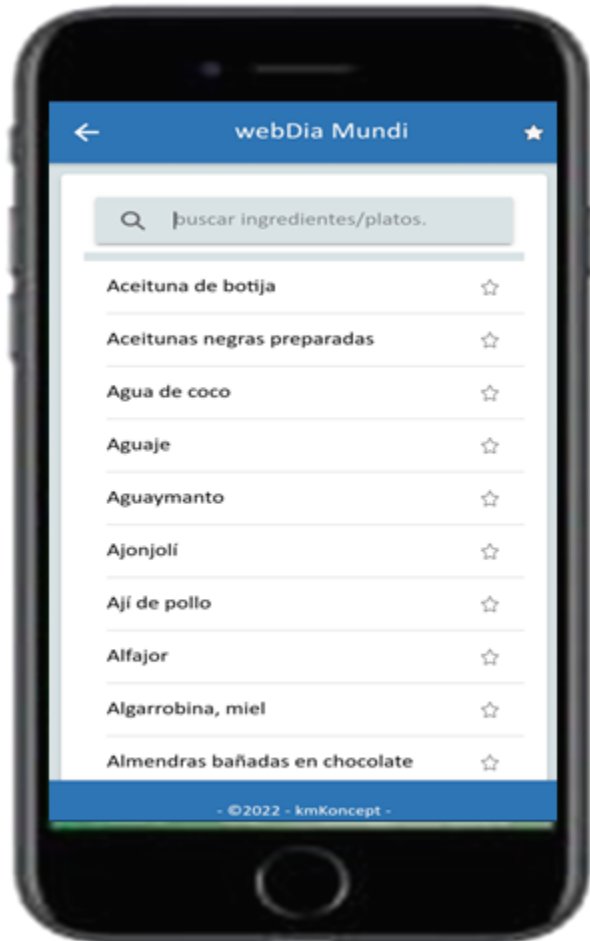 webDia Mundi
buscar ingredientes/platos.
Aceituna de botija
Aceitunas negras preparadas
Agua de coco
Aguaje
Aguaymanto
Ajonjolí
Ají de pollo
Alfajor
Algarrobina, miel
Almendras bañadas en chocolate
- ©2022 - kmKoncept -